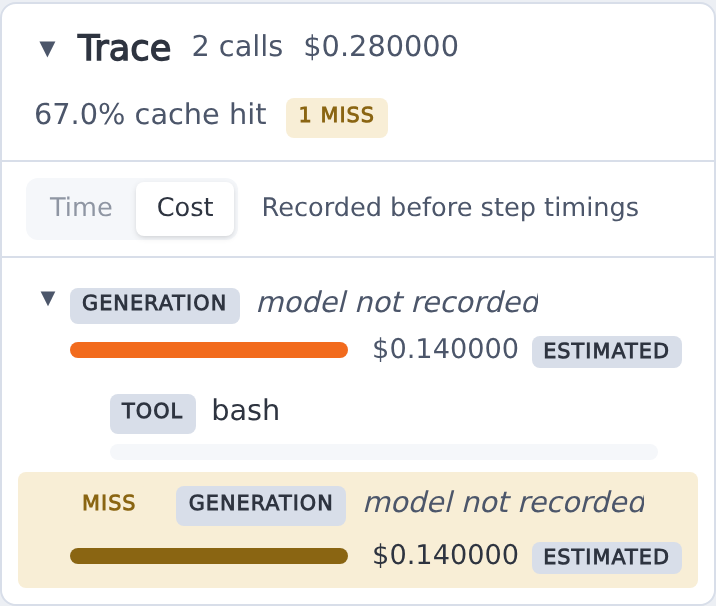 ▼ Trace 2 calls $0.280000
67.0% cache hit 1 MISS
Time Cost Recorded before step timings
▼ GENERATION model not recorded
$0.140000 ESTIMATED
TOOL bash
MISS GENERATION model not recorded
$0.140000 ESTIMATED